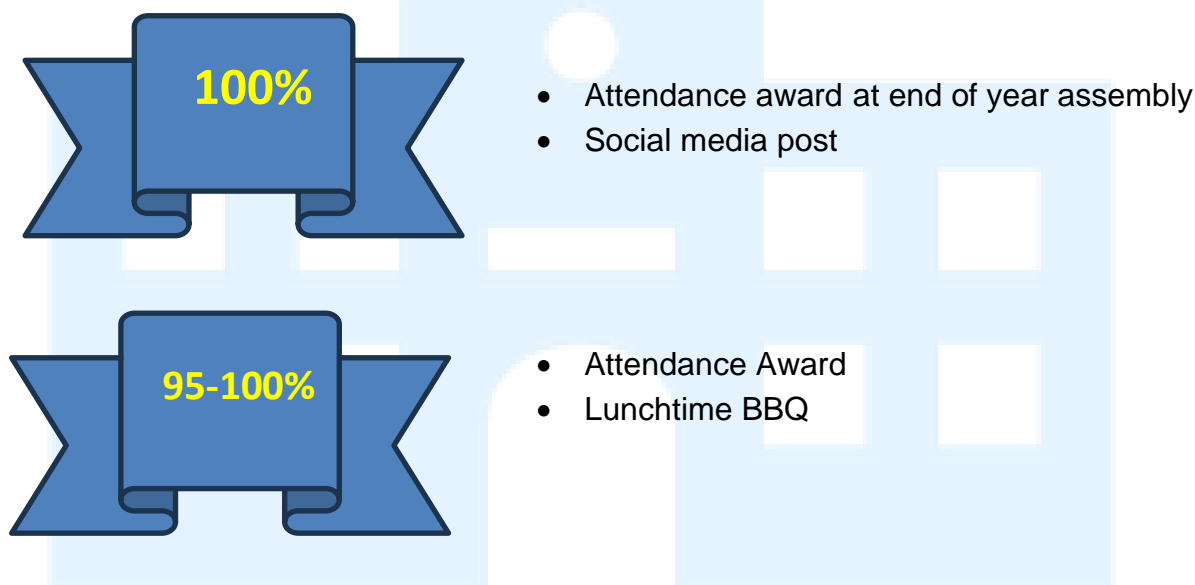 100%
• Attendance award at end of year assembly
• Social media post
95-100%
• Attendance Award
• Lunchtime BBQ